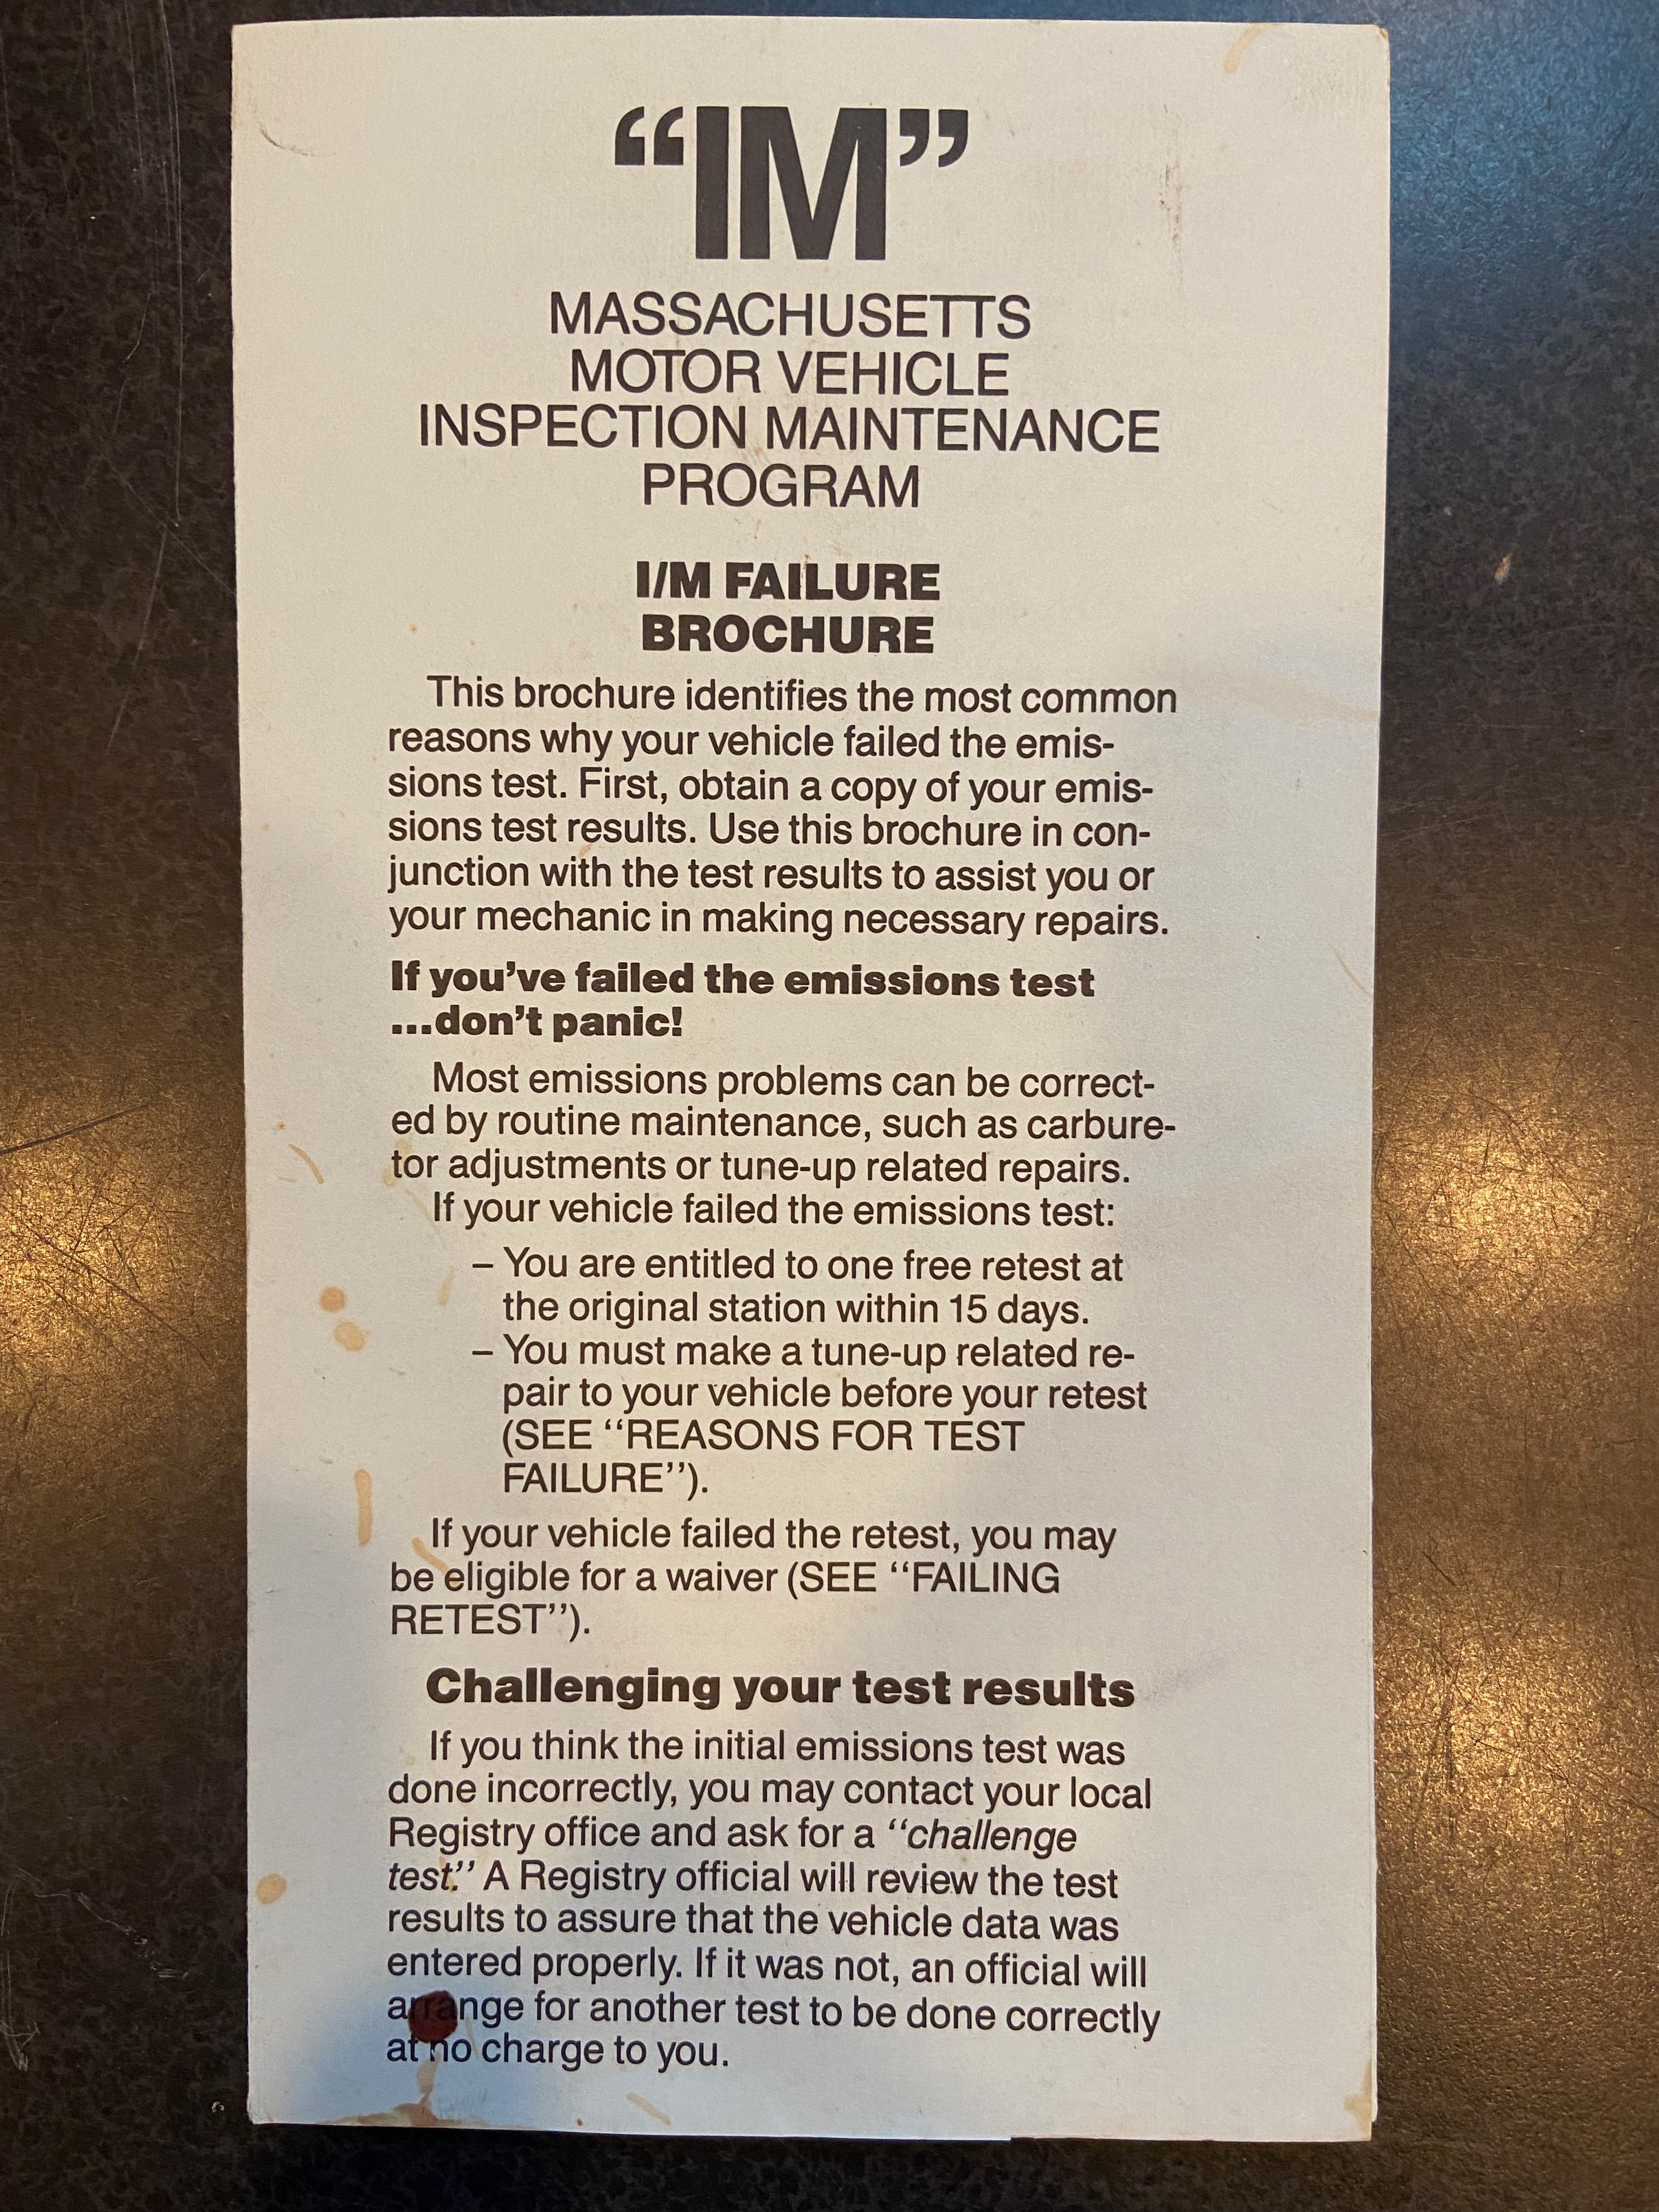 “IM”
MASSACHUSETTS
MOTOR VEHICLE
INSPECTION MAINTENANCE
PROGRAM
I/M FAILURE
BROCHURE
This brochure identifies the most common
reasons why your vehicle failed the emis-
sions test. First, obtain a copy of your emis-
sions test results. Use this brochure in con-
junction with the test results to assist you or
your mechanic in making necessary repairs.
If you’ve failed the emissions test
...don’t panic!
Most emissions problems can be correct-
ed by routine maintenance, such as carbure-
tor adjustments or tune-up related repairs.
If your vehicle failed the emissions test:
– You are entitled to one free retest at
the original station within 15 days.
– You must make a tune-up related re-
pair to your vehicle before your retest
(SEE “REASONS FOR TEST
FAILURE”).
If your vehicle failed the retest, you may
be eligible for a waiver (SEE “FAILING
RETEST”).
Challenging your test results
If you think the initial emissions test was
done incorrectly, you may contact your local
Registry office and ask for a “challenge
test.” A Registry official will review the test
results to assure that the vehicle data was
entered properly. If it was not, an official will
arrange for another test to be done correctly
at no charge to you.